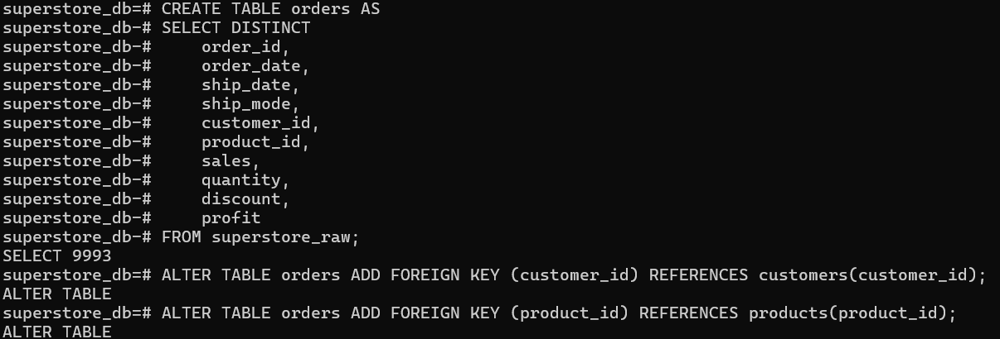 superstore_db=# CREATE TABLE orders AS
superstore_db-# SELECT DISTINCT
superstore_db-#     order_id,
superstore_db-#     order_date,
superstore_db-#     ship_date,
superstore_db-#     ship_mode,
superstore_db-#     customer_id,
superstore_db-#     product_id,
superstore_db-#     sales,
superstore_db-#     quantity,
superstore_db-#     discount,
superstore_db-#     profit
superstore_db-# FROM superstore_raw;
SELECT 9993
superstore_db=# ALTER TABLE orders ADD FOREIGN KEY (customer_id) REFERENCES customers(customer_id);
ALTER TABLE
superstore_db=# ALTER TABLE orders ADD FOREIGN KEY (product_id) REFERENCES products(product_id);
ALTER TABLE